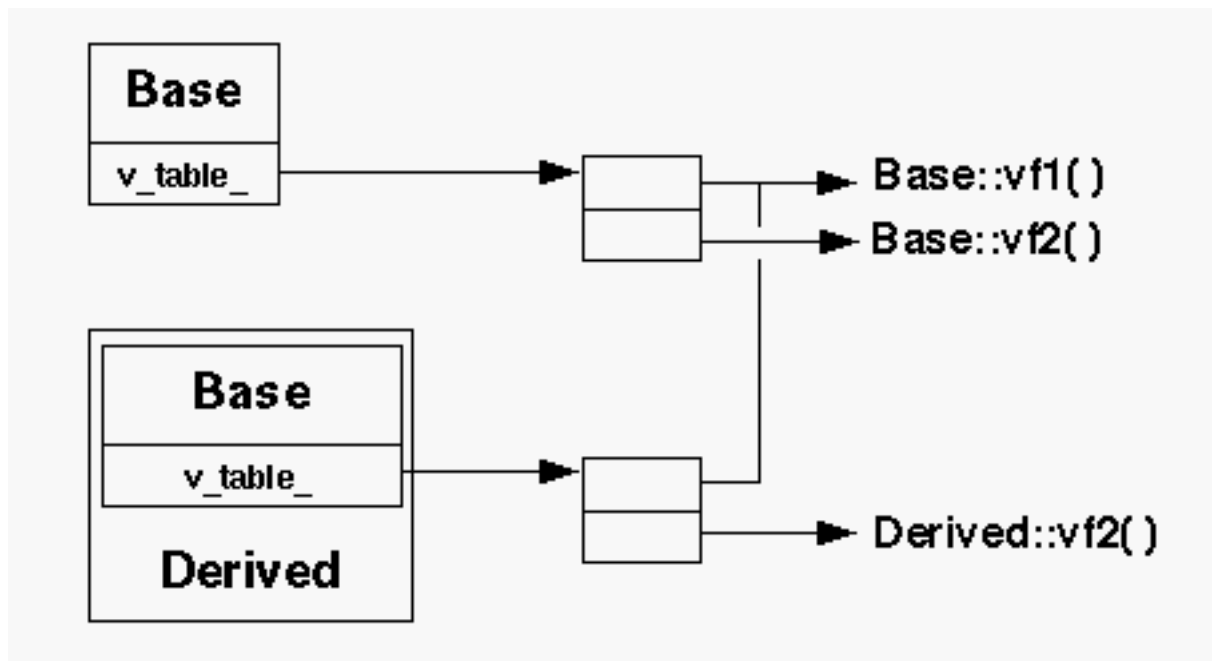 Base
v_table_
Base::vf1( )
Base::vf2( )
Base
v_table_
Derived
Derived::vf2( )